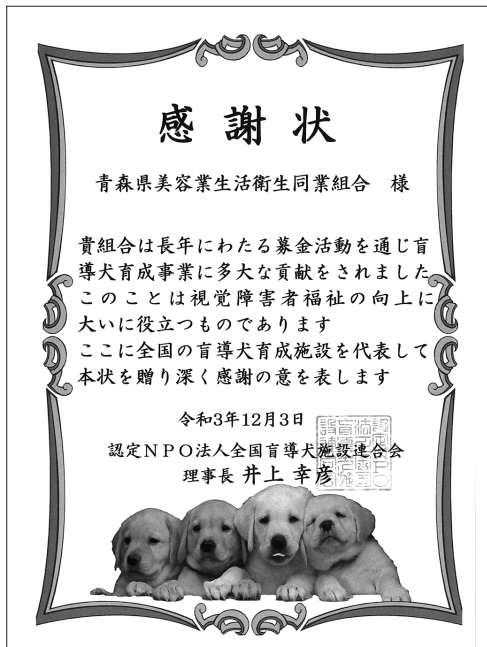 感謝状
青森県美容業生活衛生同業組合 様
貴組合は長年にわたる募金活動を通じ盲
導犬育成事業に多大な貢献をされました
このことは視覚障害者福祉の向上に
大いに役立つものであります
ここに全国の盲導犬育成施設を代表して
本状を贈り深く感謝の意を表します
令和3年12月3日
認定NPO法人全国盲導犬施設連合会
理事長 井上 幸彦